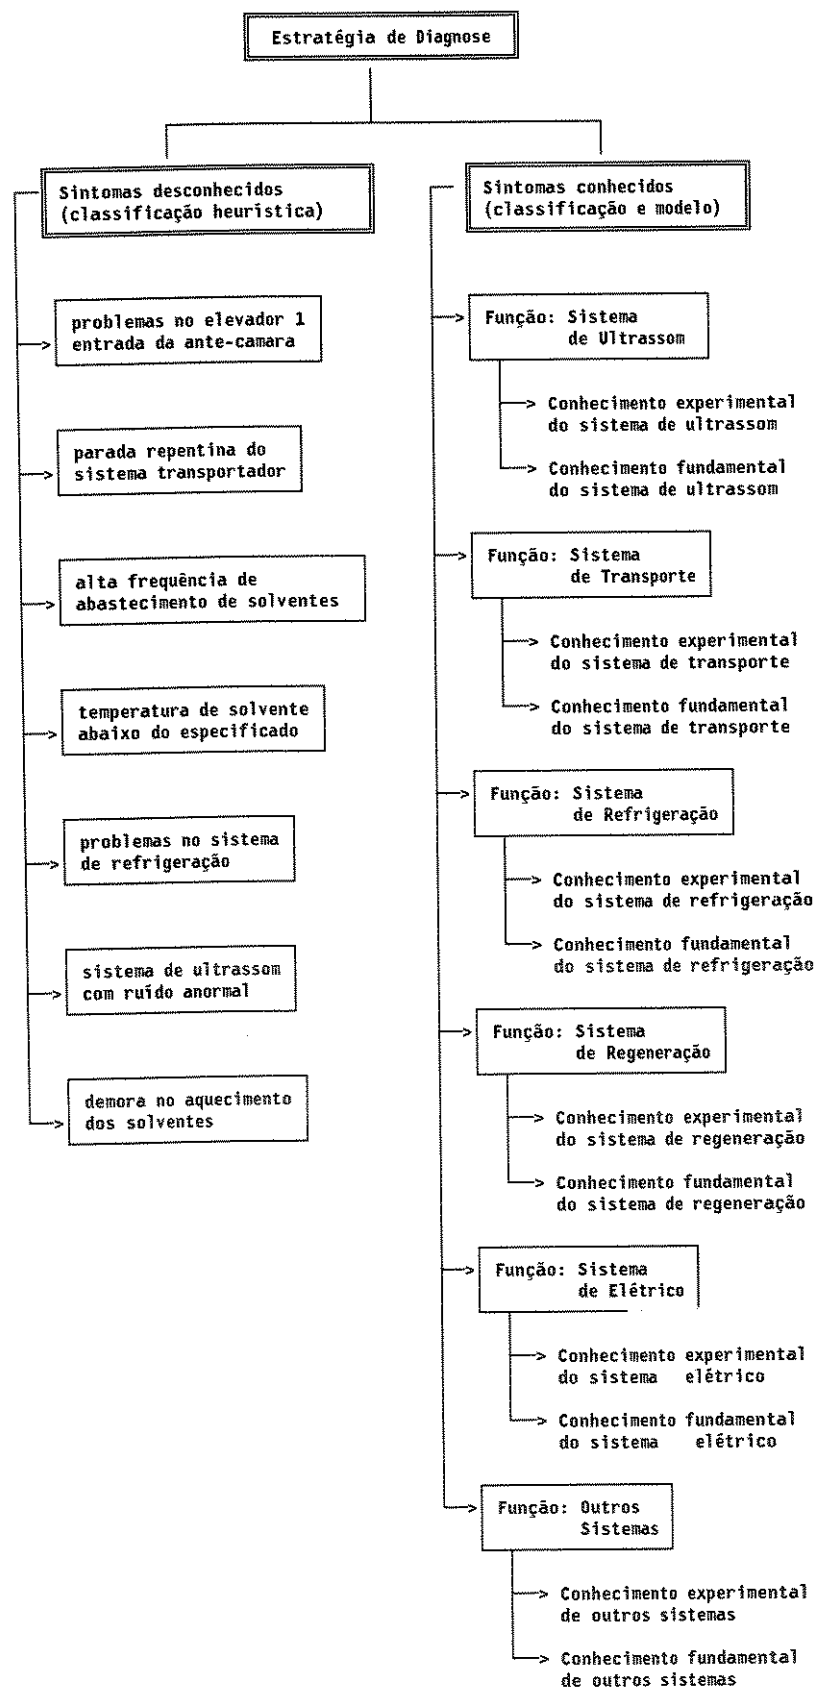 Estratégia de Diagnose
Sintomas desconhecidos
(classificação heurística)
problemas no elevador 1
entrada da ante-camara
parada repentina do
sistema transportador
alta frequência de
abastecimento de solventes
temperatura de solvente
abaixo do especificado
problemas no sistema
de refrigeração
sistema de ultrassom
com ruído anormal
demora no aquecimento
dos solventes
Sintomas conhecidos
(classificação e modelo)
Função: Sistema
de Ultrassom
Conhecimento experimental
do sistema de ultrassom
Conhecimento fundamental
do sistema de ultrassom
Função: Sistema
de Transporte
Conhecimento experimental
do sistema de transporte
Conhecimento fundamental
do sistema de transporte
Função: Sistema
de Refrigeração
Conhecimento experimental
do sistema de refrigeração
Conhecimento fundamental
do sistema de refrigeração
Função: Sistema
de Regeneração
Conhecimento experimental
do sistema de regeneração
Conhecimento fundamental
do sistema de regeneração
Função: Sistema
de Elétrico
Conhecimento experimental
do sistema elétrico
Conhecimento fundamental
do sistema elétrico
Função: Outros
Sistemas
Conhecimento experimental
de outros sistemas
Conhecimento fundamental
de outros sistemas